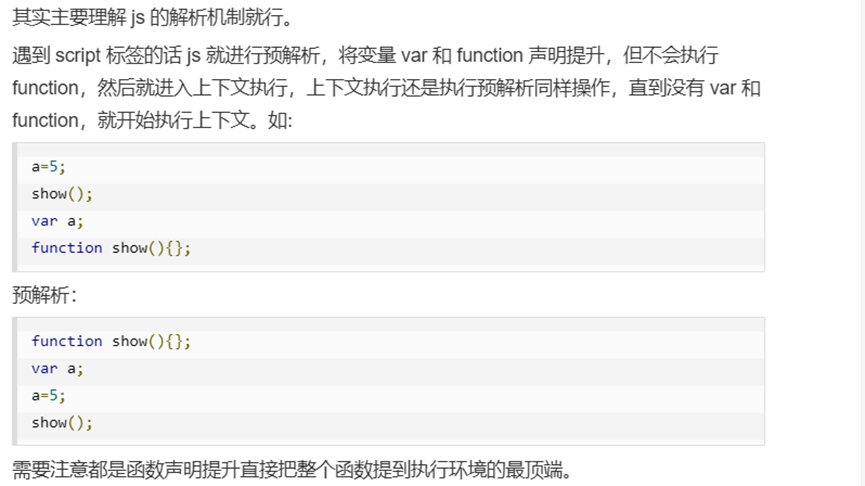 其实主要理解 js 的解析机制就行。
遇到 script 标签的话 js 就进行预解析，将变量 var 和 function 声明提升，但不会执行
function，然后就进入上下文执行，上下文执行还是执行预解析同样操作，直到没有 var 和
function，就开始执行上下文。如:
a=5;
show();
var a;
function show(){};
预解析：
function show(){};
var a;
a=5;
show();
需要注意都是函数声明提升直接把整个函数提到执行环境的最顶端。